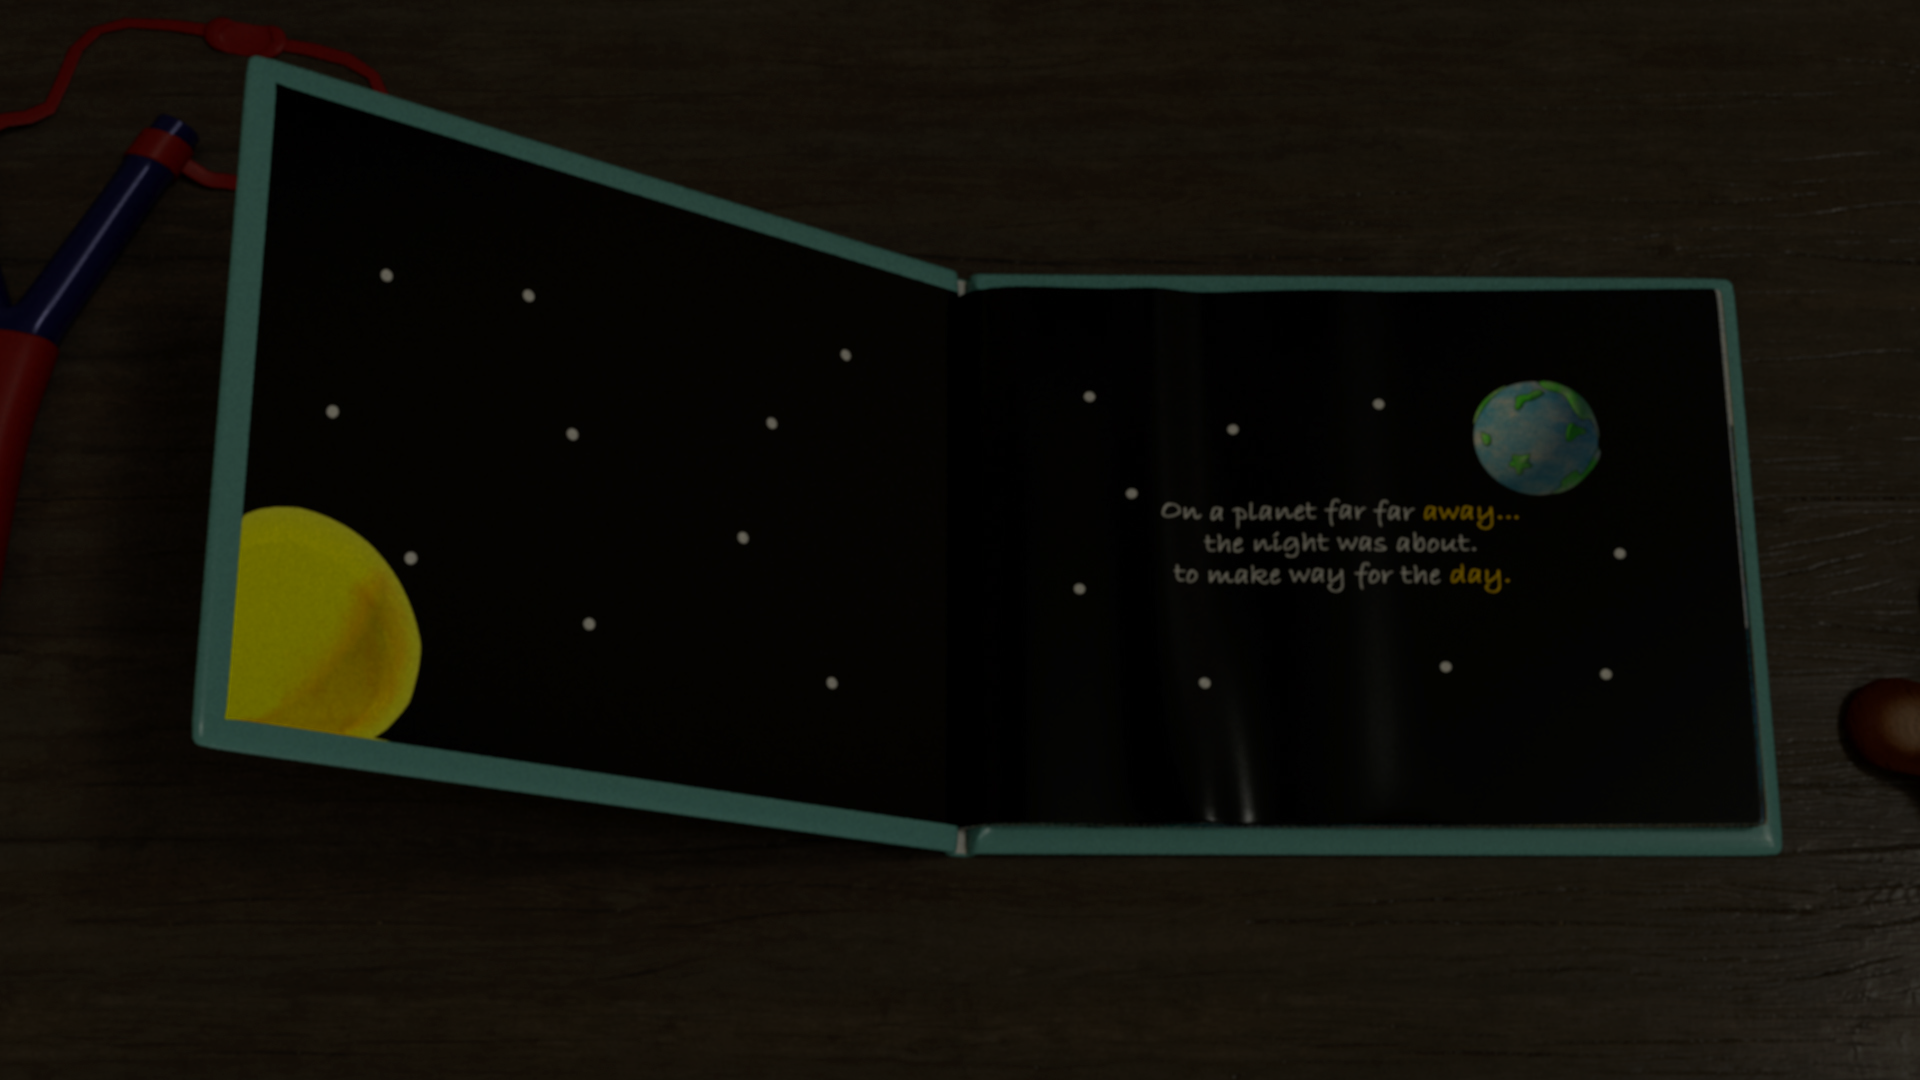 On a planet far far away...
the night was about.
to make way for the day.